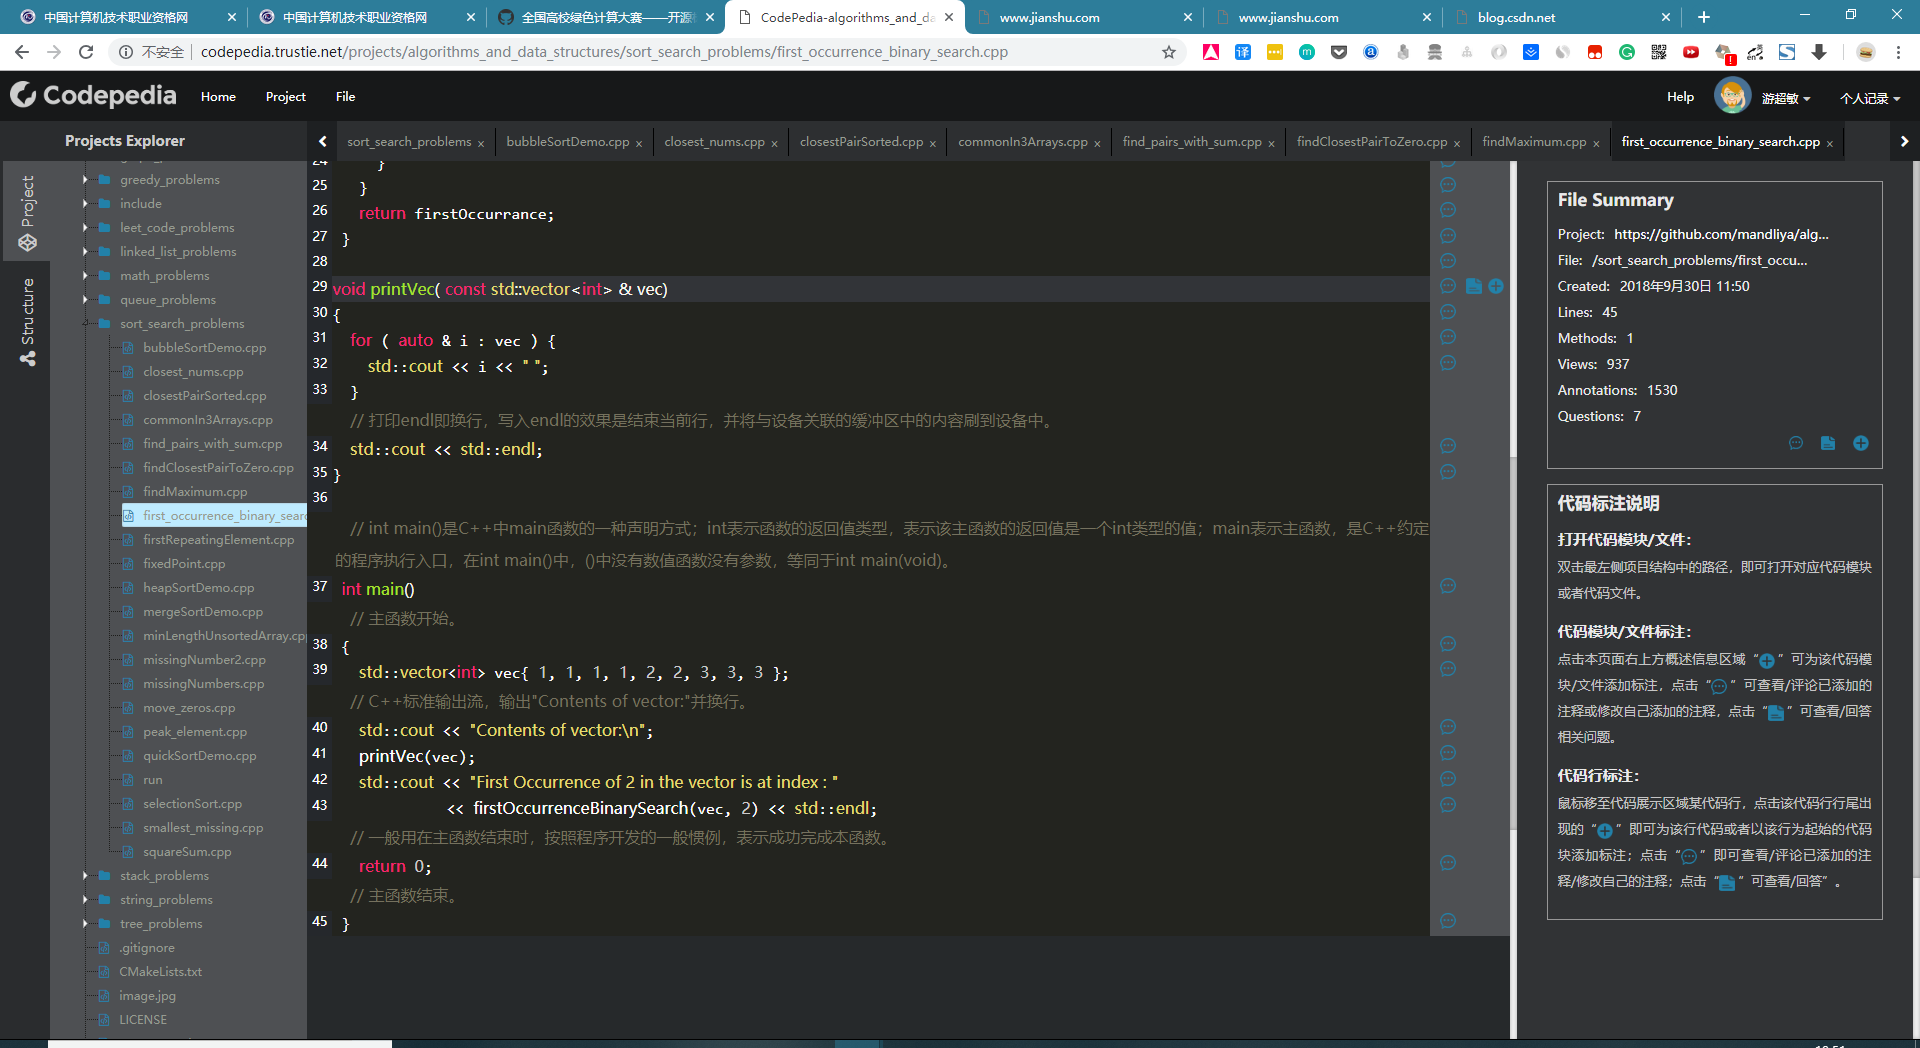 中国计算机技术职业资格网
中国计算机技术职业资格网
全国高校绿色计算大赛——开源
CodePedia-algorithms_and_da
www.jianshu.com
www.jianshu.com
blog.csdn.net
不安全
codepedia.trustie.net/projects/algorithms_and_data_structures/sort_search_problems/first_occurrence_binary_search.cpp
Codepedia
Home
Project
File
Help
游超敏
个人记录
Projects Explorer
sort_search_problems ×
bubbleSortDemo.cpp ×
closest_nums.cpp ×
closestPairSorted.cpp ×
commonIn3Arrays.cpp ×
find_pairs_with_sum.cpp ×
findClosestPairToZero.cpp ×
findMaximum.cpp ×
first_occurrence_binary_search.cpp ×
Project
Structure
greedy_problems
include
leet_code_problems
linked_list_problems
math_problems
queue_problems
sort_search_problems
bubbleSortDemo.cpp
closest_nums.cpp
closestPairSorted.cpp
commonIn3Arrays.cpp
find_pairs_with_sum.cpp
findClosestPairToZero.cpp
findMaximum.cpp
first_occurrence_binary_searc
firstRepeatingElement.cpp
fixedPoint.cpp
heapSortDemo.cpp
mergeSortDemo.cpp
minLengthUnsortedArray.cpp
missingNumber2.cpp
missingNumbers.cpp
move_zeros.cpp
peak_element.cpp
quickSortDemo.cpp
run
selectionSort.cpp
smallest_missing.cpp
squareSum.cpp
stack_problems
string_problems
tree_problems
.gitignore
CMakeLists.txt
image.jpg
LICENSE
24 }
25 }
26 return firstOccurrance;
27 }
28
29 void printVec( const std::vector<int> & vec)
30 {
31 for ( auto & i : vec ) {
32 std::cout << i << " ";
33 }
// 打印endl即换行，写入endl的效果是结束当前行，并将与设备关联的缓冲区中的内容刷到设备中。
34 std::cout << std::endl;
35 }
36
// int main()是C++中main函数的一种声明方式；int表示函数的返回值类型，表示该主函数的返回值是一个int类型的值；main表示主函数，是C++约定
的程序执行入口，在int main()中，()中没有数值函数没有参数，等同于int main(void)。
37 int main()
// 主函数开始。
38 {
39 std::vector<int> vec{ 1, 1, 1, 1, 2, 2, 3, 3, 3 };
// C++标准输出流，输出"Contents of vector:"并换行。
40 std::cout << "Contents of vector:\n";
41 printVec(vec);
42 std::cout << "First Occurrence of 2 in the vector is at index : "
43 << firstOccurrenceBinarySearch(vec, 2) << std::endl;
// 一般用在主函数结束时，按照程序开发的一般惯例，表示成功完成本函数。
44 return 0;
// 主函数结束。
45 }
File Summary
Project: https://github.com/mandliya/alg...
File: /sort_search_problems/first_occu...
Created: 2018年9月30日 11:50
Lines: 45
Methods: 1
Views: 937
Annotations: 1530
Questions: 7
代码标注说明
打开代码模块/文件：
双击最左侧项目结构中的路径，即可打开对应代码模块
或者代码文件。
代码模块/文件标注：
点击本页面右上方概述信息区域“ ”可为该代码模
块/文件添加标注，点击“ ”可查看/评论已添加的
注释或修改自己添加的注释，点击“ ”可查看/回答
相关问题。
代码行标注：
鼠标移至代码展示区域某代码行，点击该代码行行尾出
现的“ ”即可为该行代码或者以该行为起始的代码
块添加标注；点击“ ”即可查看/评论已添加的注
释/修改自己的注释；点击“ ”可查看/回答”。